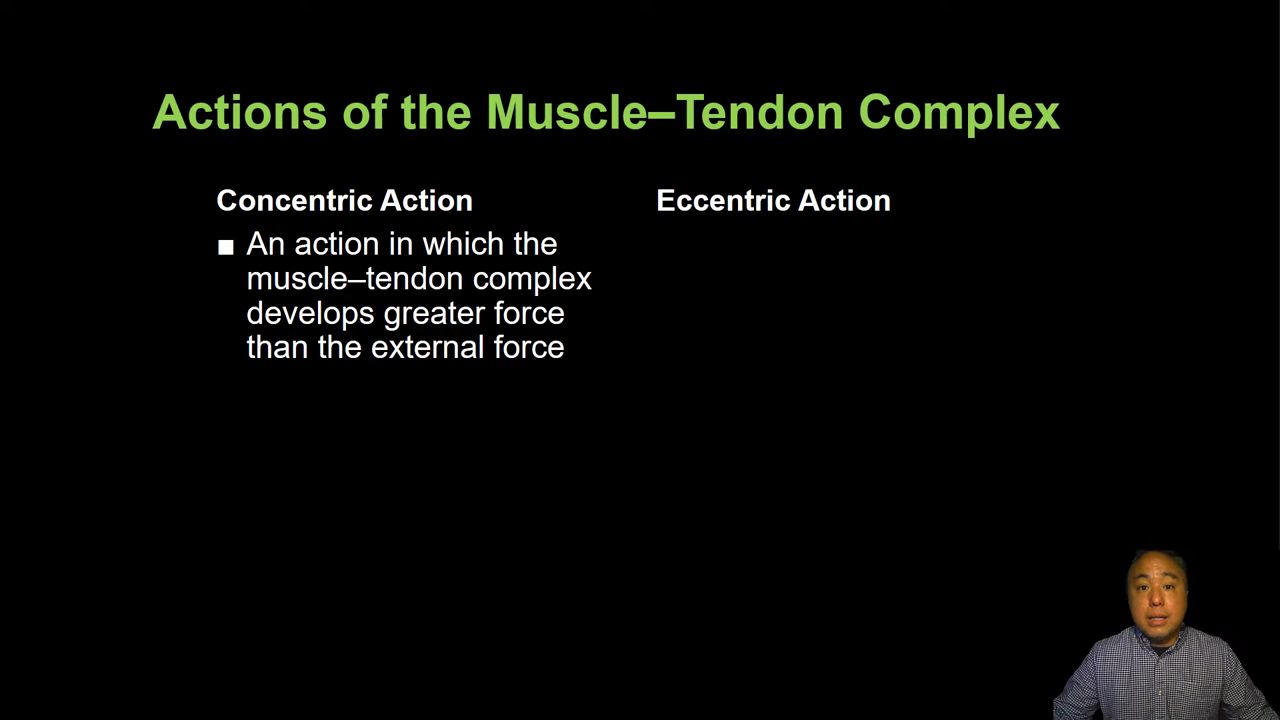 Actions of the Muscle–Tendon Complex
Concentric Action
■ An action in which the
muscle–tendon complex
develops greater force
than the external force
Eccentric Action